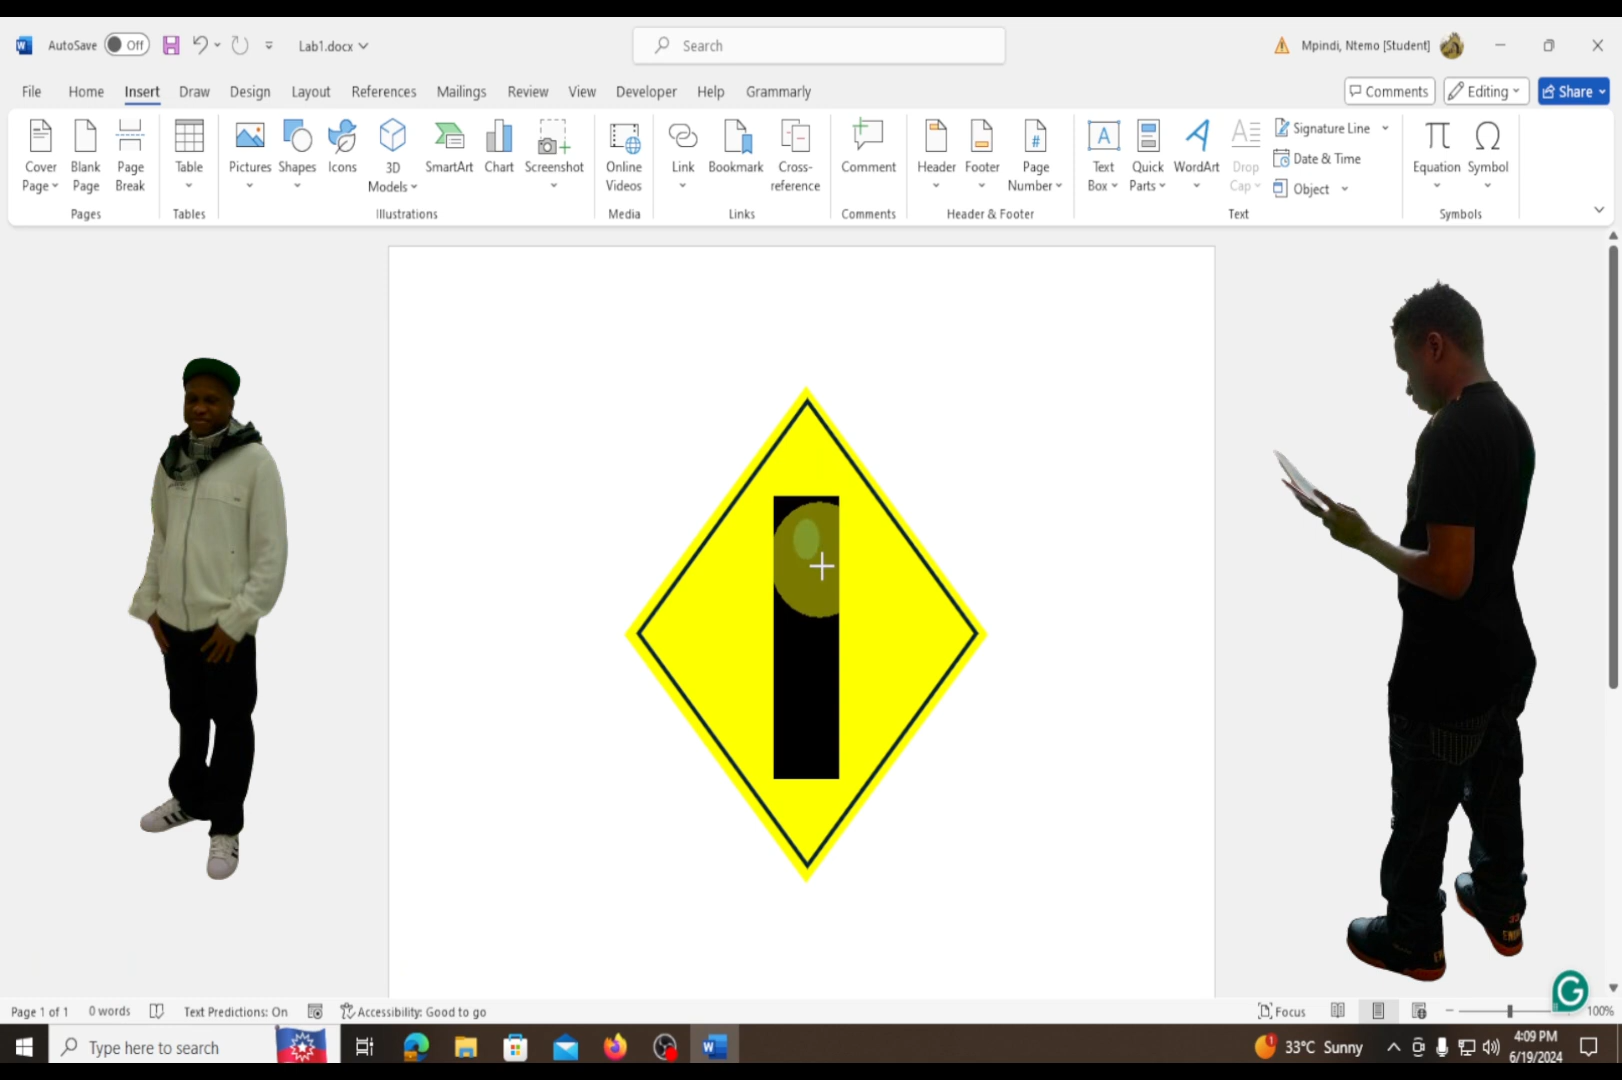 AutoSave Off Lab1.docx Search Mpindi, Ntemo [Student]
File Home Insert Draw Design Layout References Mailings Review View Developer Help Grammarly Comments Editing Share
Cover Page Blank Page Page Break Table Pictures Shapes Icons 3D Models SmartArt Chart Screenshot Online Videos Link Bookmark Cross-reference Comment Header Footer Page Number Text Box Quick Parts WordArt Drop Cap Signature Line Date & Time Object Equation Symbol
Pages Tables Illustrations Media Links Comments Header & Footer Text Symbols
Page 1 of 1 0 words Text Predictions: On Accessibility: Good to go Focus 100%
Type here to search 33°C Sunny 4:09 PM
6/19/2024